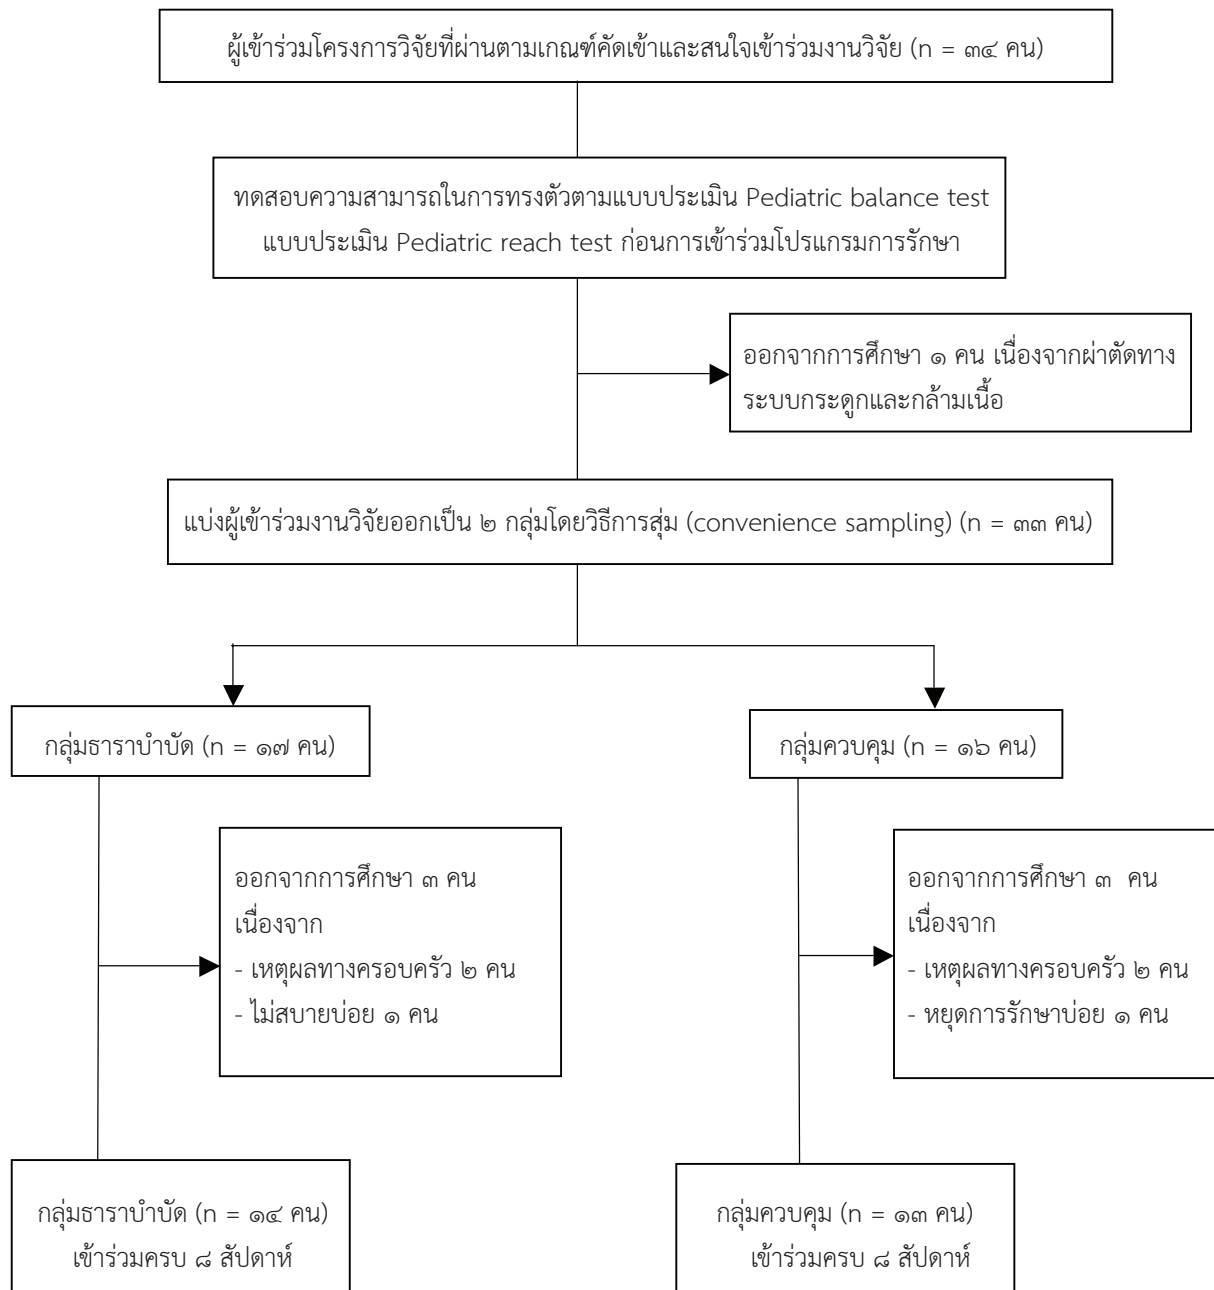 ผู้เข้าร่วมโครงการวิจัยที่ผ่านตามเกณฑ์คัดเข้าและสนใจเข้าร่วมงานวิจัย (n = ๓๔ คน)
ทดสอบความสามารถในการทรงตัวตามแบบประเมิน Pediatric balance test
แบบประเมิน Pediatric reach test ก่อนการเข้าร่วมโปรแกรมการรักษา
ออกจากการศึกษา ๑ คน เนื่องจากผ่าตัดทาง
ระบบกระดูกและกล้ามเนื้อ
แบ่งผู้เข้าร่วมงานวิจัยออกเป็น ๒ กลุ่มโดยวิธีการสุ่ม (convenience sampling) (n = ๓๓ คน)
กลุ่มธาราบำบัด (n = ๑๗ คน)
กลุ่มควบคุม (n = ๑๖ คน)
ออกจากการศึกษา ๓ คน
เนื่องจาก
- เหตุผลทางครอบครัว ๒ คน
- ไม่สบายบ่อย ๑ คน
ออกจากการศึกษา ๓ คน
เนื่องจาก
- เหตุผลทางครอบครัว ๒ คน
- หยุดการรักษาบ่อย ๑ คน
กลุ่มธาราบำบัด (n = ๑๔ คน)
เข้าร่วมครบ ๘ สัปดาห์
กลุ่มควบคุม (n = ๑๓ คน)
เข้าร่วมครบ ๘ สัปดาห์